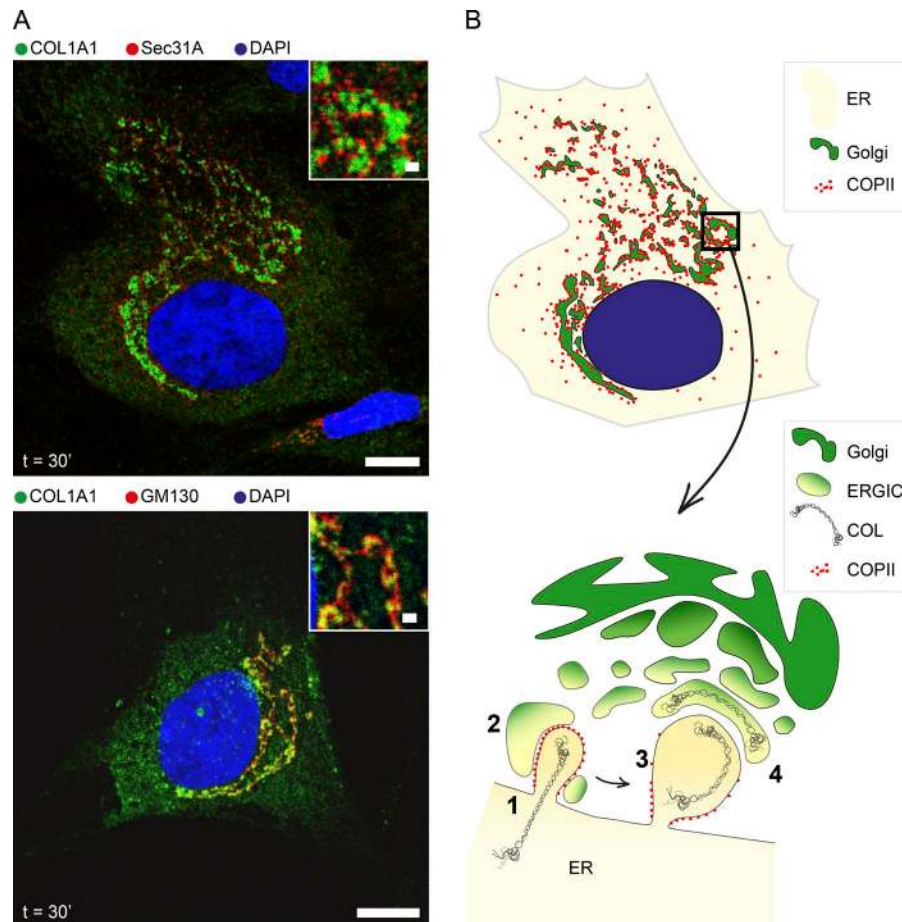 A
COL1A1 Sec31A DAPI
t = 30'
COL1A1 GM130 DAPI
t = 30'
B
ER
Golgi
COPII
Golgi
ERGIC
COL
COPII
2
3
4
1
ER